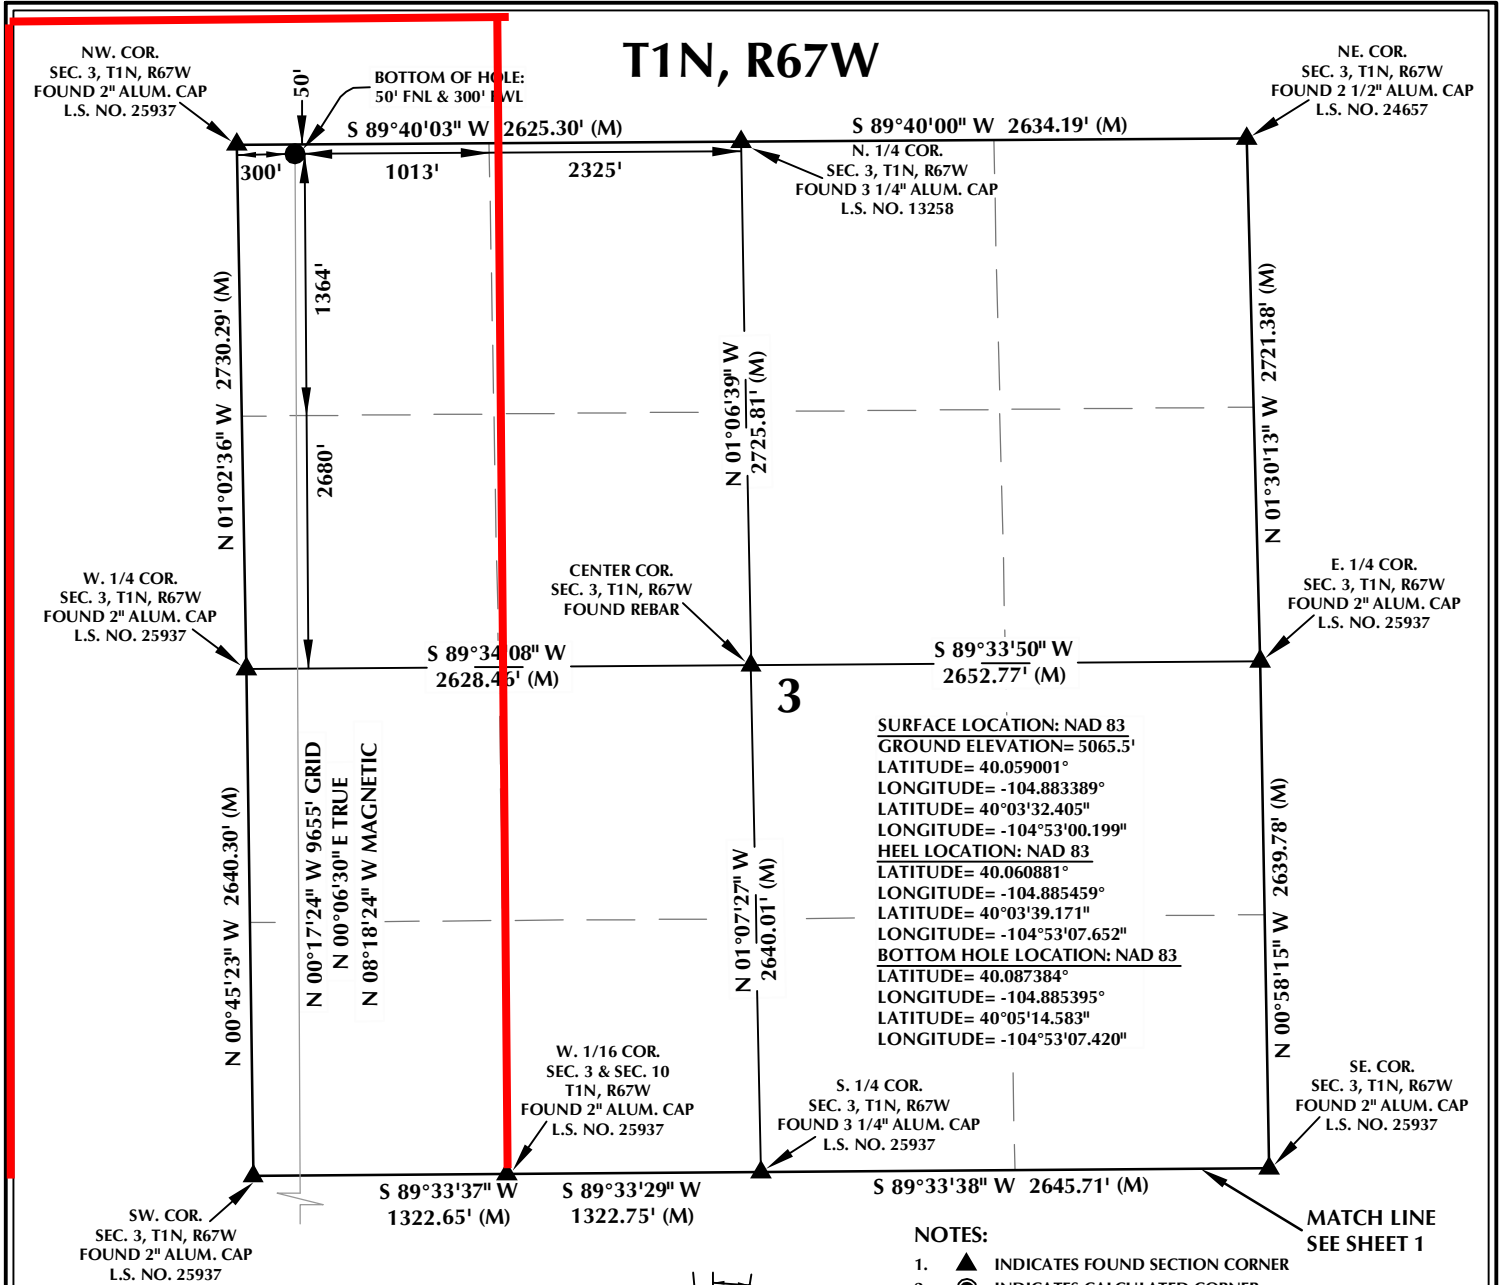 T1N, R67W
NW. COR.
SEC. 3, T1N, R67W
FOUND 2" ALUM. CAP
L.S. NO. 25937
50'
BOTTOM OF HOLE:
50' FNL & 300' FWL
NE. COR.
SEC. 3, T1N, R67W
FOUND 2 1/2" ALUM. CAP
L.S. NO. 24657
S 89°40'03" W 2625.30' (M)
S 89°40'00" W 2634.19' (M)
300'
1013'
2325'
N. 1/4 COR.
SEC. 3, T1N, R67W
FOUND 3 1/4" ALUM. CAP
L.S. NO. 13258
N 01°02'36" W 2730.29' (M)
1364'
2680'
N 01°06'39" W
2725.81' (M)
N 01°30'13" W 2721.38' (M)
W. 1/4 COR.
SEC. 3, T1N, R67W
FOUND 2" ALUM. CAP
L.S. NO. 25937
CENTER COR.
SEC. 3, T1N, R67W
FOUND REBAR
E. 1/4 COR.
SEC. 3, T1N, R67W
FOUND 2" ALUM. CAP
L.S. NO. 25937
S 89°34'08" W
2628.46' (M)
S 89°33'50" W
2652.77' (M)
3
N 00°45'23" W 2640.30' (M)
N 00°17'24" W 9655' GRID
N 00°06'30" E TRUE
N 08°18'24" W MAGNETIC
N 01°07'27" W
2640.01' (M)
SURFACE LOCATION: NAD 83
GROUND ELEVATION= 5065.5'
LATITUDE= 40.059001°
LONGITUDE= -104.883389°
LATITUDE= 40°03'32.405"
LONGITUDE= -104°53'00.199"
HEEL LOCATION: NAD 83
LATITUDE= 40.060881°
LONGITUDE= -104.885459°
LATITUDE= 40°03'39.171"
LONGITUDE= -104°53'07.652"
BOTTOM HOLE LOCATION: NAD 83
LATITUDE= 40.087384°
LONGITUDE= -104.885395°
LATITUDE= 40°05'14.583"
LONGITUDE= -104°53'07.420"
N 00°58'15" W 2639.78' (M)
W. 1/16 COR.
SEC. 3 & SEC. 10
T1N, R67W
FOUND 2" ALUM. CAP
L.S. NO. 25937
S. 1/4 COR.
SEC. 3, T1N, R67W
FOUND 3 1/4" ALUM. CAP
L.S. NO. 25937
SE. COR.
SEC. 3, T1N, R67W
FOUND 2" ALUM. CAP
L.S. NO. 25937
S 89°33'37" W
1322.65' (M)
S 89°33'29" W
1322.75' (M)
S 89°33'38" W 2645.71' (M)
SW. COR.
SEC. 3, T1N, R67W
FOUND 2" ALUM. CAP
L.S. NO. 25937
MATCH LINE
SEE SHEET 1
NOTES:
1. INDICATES FOUND SECTION CORNER
INDICATES CALCULATED CORNER